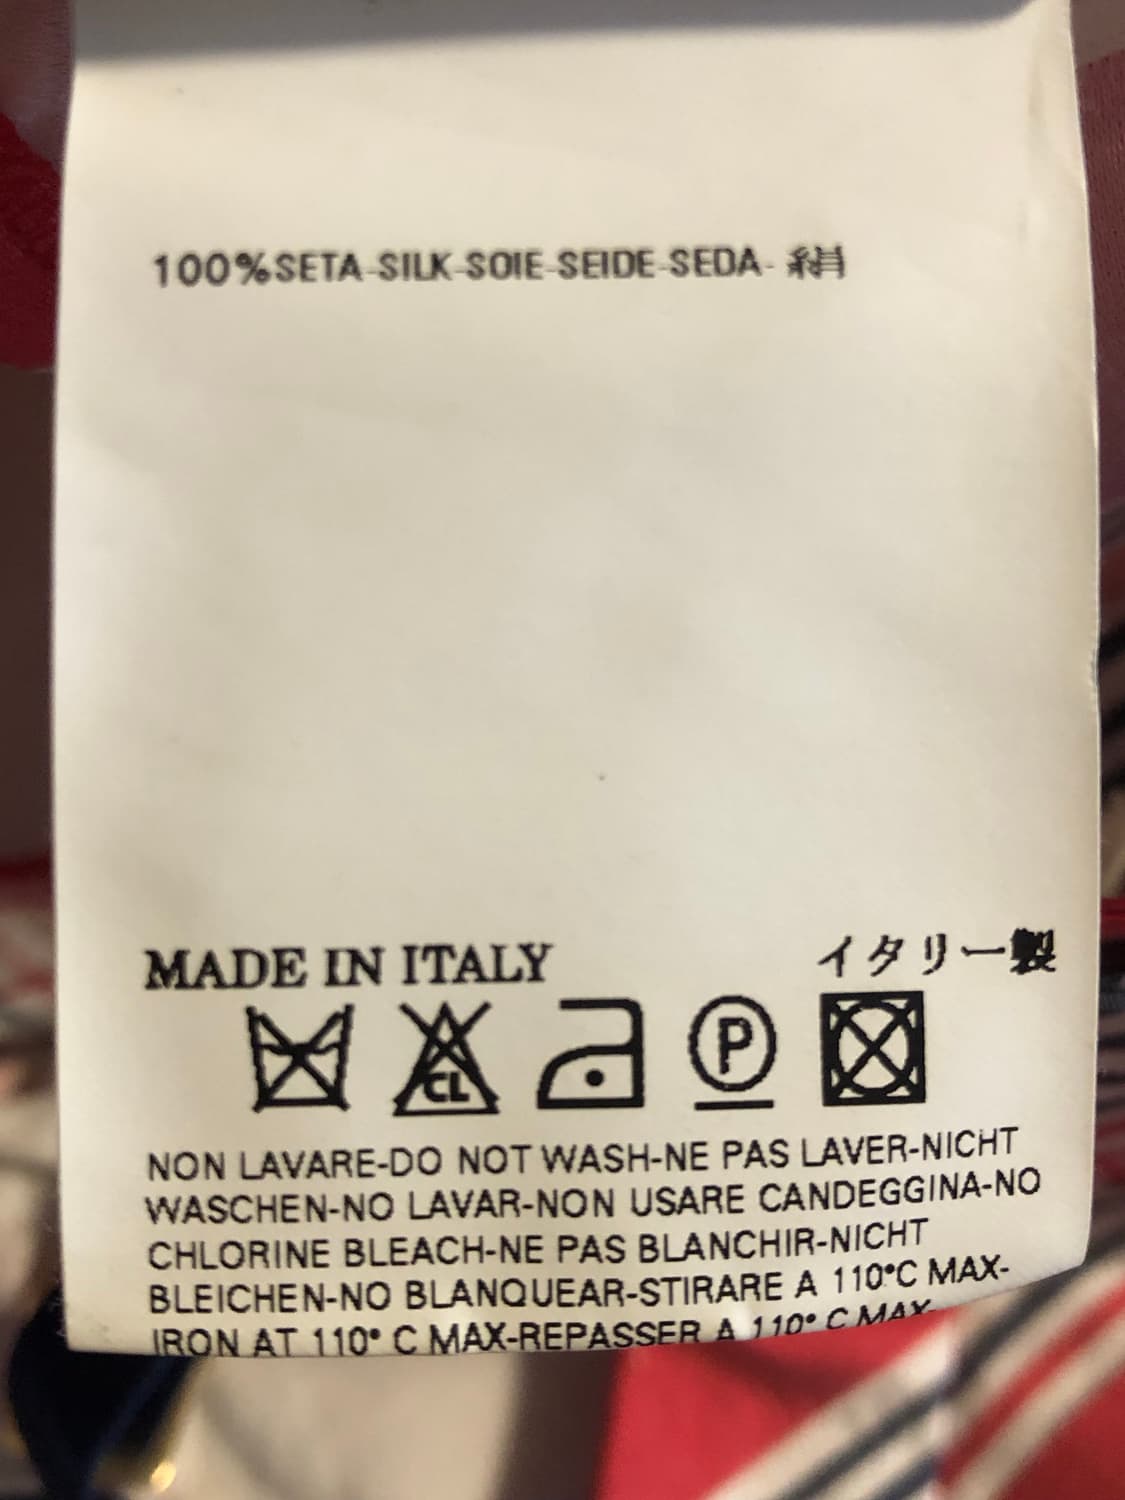 100%SETA-SILK-SOIE-SEIDE-SEDA-絹
MADE IN ITALY イタリー製
CL P
NON LAVARE-DO NOT WASH-NE PAS LAVER-NICHT
WASCHEN-NO LAVAR-NON USARE CANDEGGINA-NO
CHLORINE BLEACH-NE PAS BLANCHIR-NICHT
BLEICHEN-NO BLANQUEAR-STIRARE A 110°C MAX-
IRON AT 110° C MAX-REPASSER A 110° C MAX-